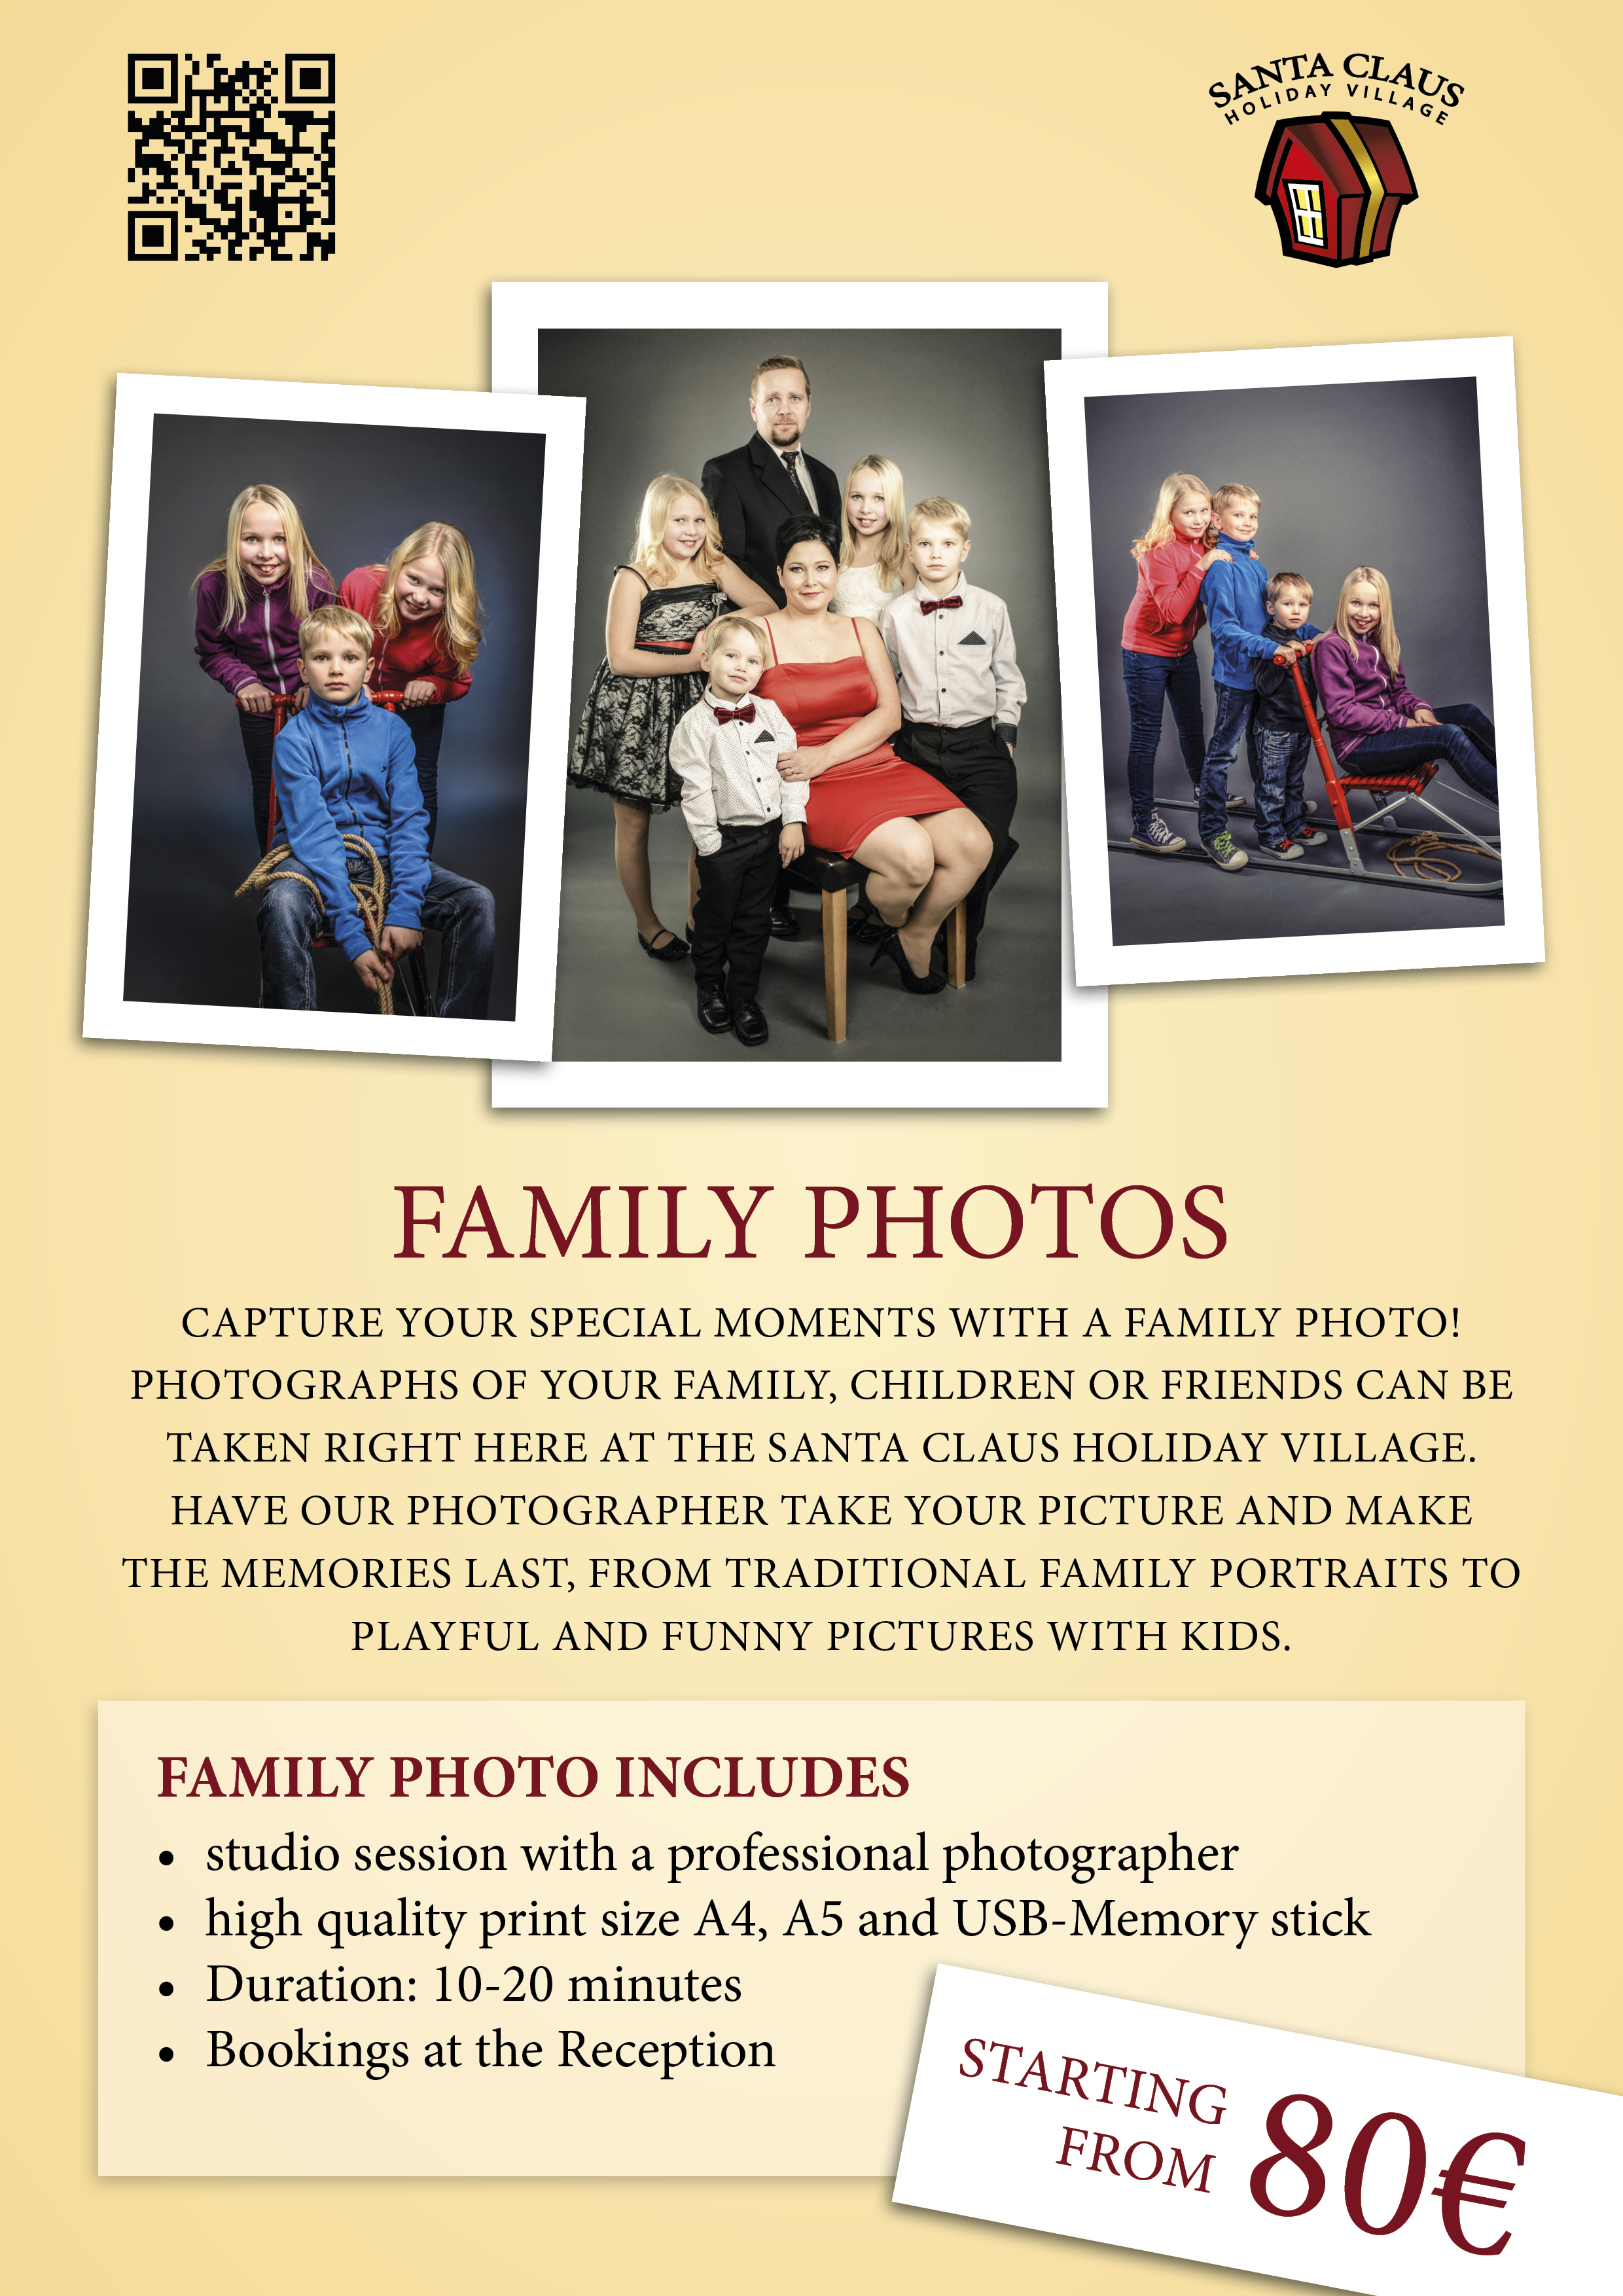 SANTA CLAUS
HOLIDAY VILLAGE
FAMILY PHOTOS
CAPTURE YOUR SPECIAL MOMENTS WITH A FAMILY PHOTO!
PHOTOGRAPHS OF YOUR FAMILY, CHILDREN OR FRIENDS CAN BE
TAKEN RIGHT HERE AT THE SANTA CLAUS HOLIDAY VILLAGE.
HAVE OUR PHOTOGRAPHER TAKE YOUR PICTURE AND MAKE
THE MEMORIES LAST, FROM TRADITIONAL FAMILY PORTRAITS TO
PLAYFUL AND FUNNY PICTURES WITH KIDS.
FAMILY PHOTO INCLUDES
• studio session with a professional photographer
• high quality print size A4, A5 and USB-Memory stick
• Duration: 10-20 minutes
• Bookings at the Reception
STARTING
FROM 80€